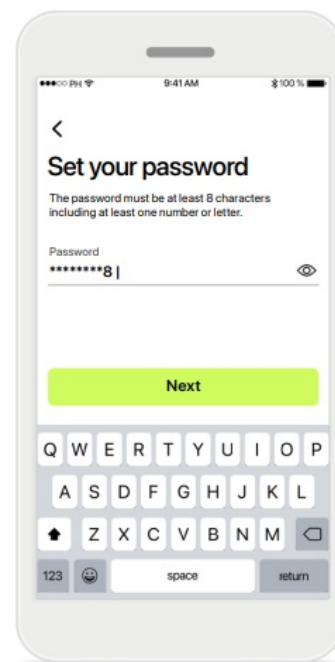 ●●●○○ PH 9:41 AM 100 %
Set your password
The password must be at least 8 characters
including at least one number or letter.
Password
********8 |
Next
Q W E R T Y U I O P
A S D F G H J K L
Z X C V B N M
123 space return